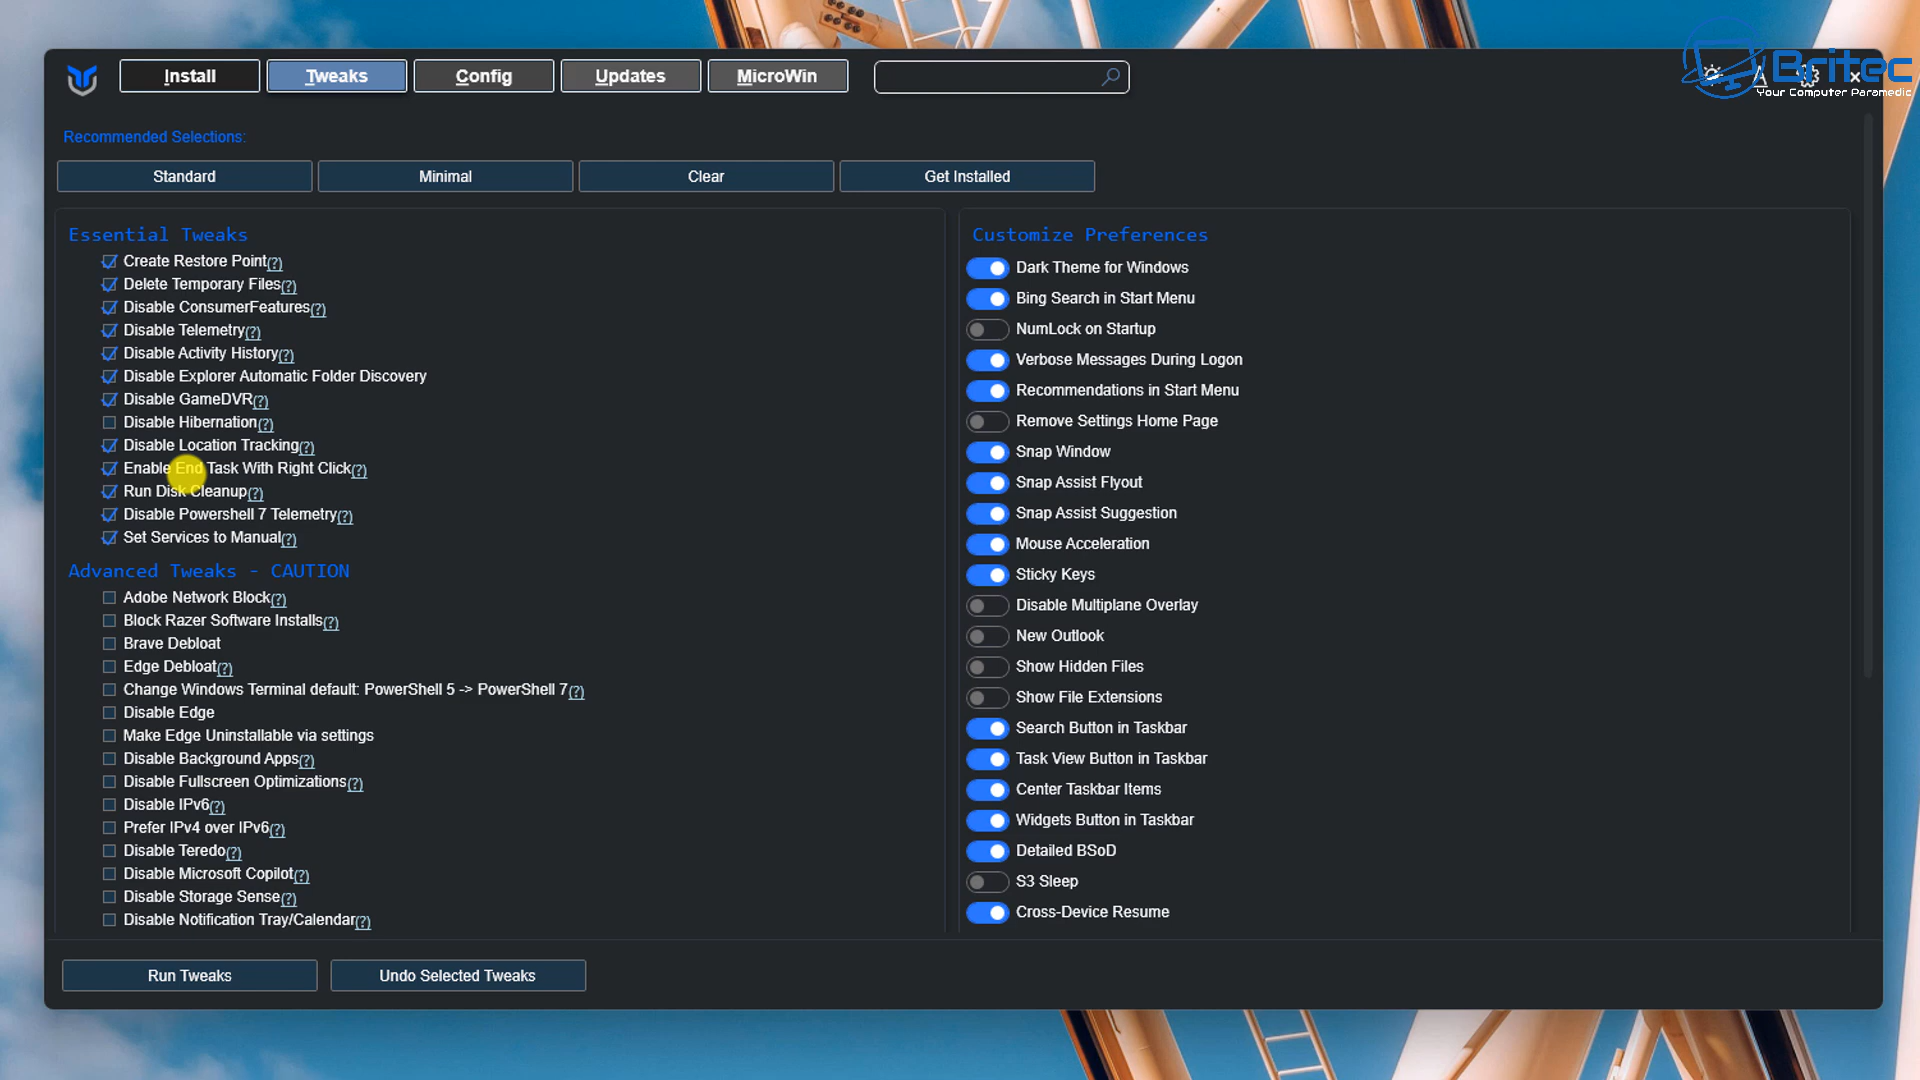 Install
Tweaks
Config
Updates
MicroWin
Britec
Your Computer Paramedic
Recommended Selections:
Standard
Minimal
Clear
Get Installed
Essential Tweaks
Create Restore Point(?)
Delete Temporary Files(?)
Disable ConsumerFeatures(?)
Disable Telemetry(?)
Disable Activity History(?)
Disable Explorer Automatic Folder Discovery
Disable GameDVR(?)
Disable Hibernation(?)
Disable Location Tracking(?)
Enable End Task With Right Click(?)
Run Disk Cleanup(?)
Disable Powershell 7 Telemetry(?)
Set Services to Manual(?)
Advanced Tweaks - CAUTION
Adobe Network Block(?)
Block Razer Software Installs(?)
Brave Debloat
Edge Debloat(?)
Change Windows Terminal default: PowerShell 5 -> PowerShell 7(?)
Disable Edge
Make Edge Uninstallable via settings
Disable Background Apps(?)
Disable Fullscreen Optimizations(?)
Disable IPv6(?)
Prefer IPv4 over IPv6(?)
Disable Teredo(?)
Disable Microsoft Copilot(?)
Disable Storage Sense(?)
Disable Notification Tray/Calendar(?)
Customize Preferences
Dark Theme for Windows
Bing Search in Start Menu
NumLock on Startup
Verbose Messages During Logon
Recommendations in Start Menu
Remove Settings Home Page
Snap Window
Snap Assist Flyout
Snap Assist Suggestion
Mouse Acceleration
Sticky Keys
Disable Multiplane Overlay
New Outlook
Show Hidden Files
Show File Extensions
Search Button in Taskbar
Task View Button in Taskbar
Center Taskbar Items
Widgets Button in Taskbar
Detailed BSoD
S3 Sleep
Cross-Device Resume
Run Tweaks
Undo Selected Tweaks